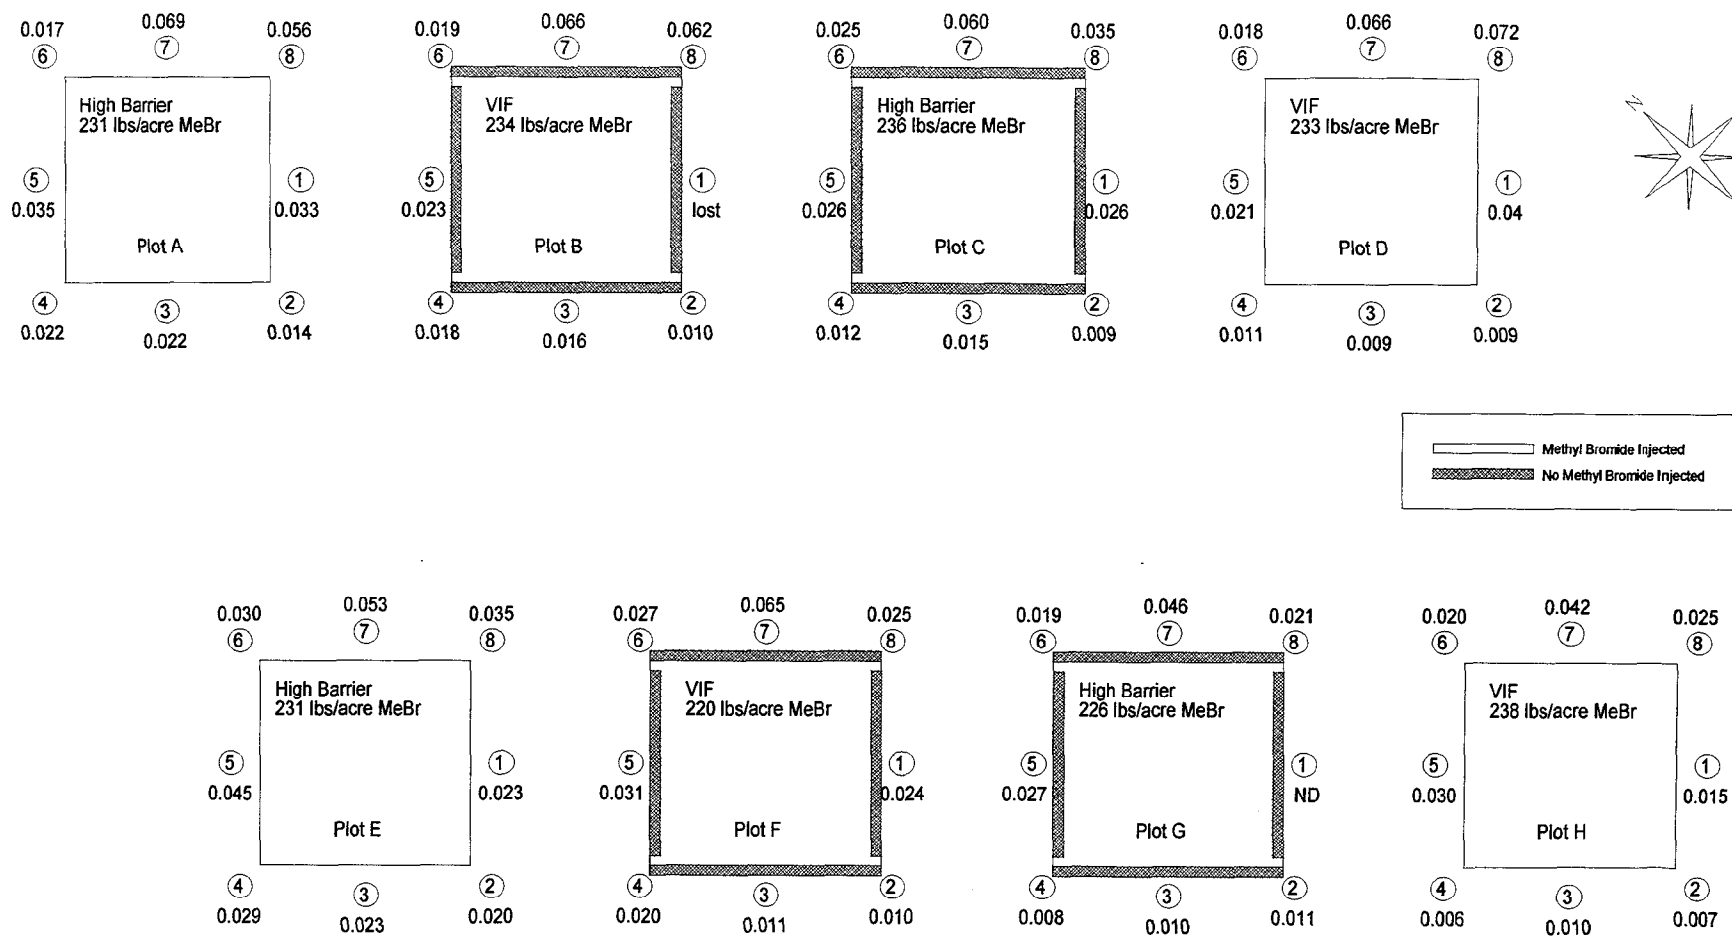 0.017 0.069 0.056
6 7 8
High Barrier
231 lbs/acre MeBr
5 1
0.035 0.033
Plot A
4 3 2
0.022 0.022 0.014
0.019 0.066 0.062
6 7 8
VIF
234 lbs/acre MeBr
5 1
0.023 lost
Plot B
4 3 2
0.018 0.016 0.010
0.025 0.060 0.035
6 7 8
High Barrier
236 lbs/acre MeBr
5 1
0.026 0.026
Plot C
4 3 2
0.012 0.015 0.009
0.018 0.066 0.072
6 7 8
VIF
233 lbs/acre MeBr
5 1
0.021 0.04
Plot D
4 3 2
0.011 0.009 0.009
N
Methyl Bromide Injected
No Methyl Bromide Injected
0.030 0.053 0.035
6 7 8
High Barrier
231 lbs/acre MeBr
5 1
0.045 0.023
Plot E
4 3 2
0.029 0.023 0.020
0.027 0.065 0.025
6 7 8
VIF
220 lbs/acre MeBr
5 1
0.031 0.024
Plot F
4 3 2
0.020 0.011 0.010
0.019 0.046 0.021
6 7 8
High Barrier
226 lbs/acre MeBr
5 1
0.027 ND
Plot G
4 3 2
0.008 0.010 0.011
0.020 0.042 0.025
6 7 8
VIF
238 lbs/acre MeBr
5 1
0.030 0.015
Plot H
4 3 2
0.006 0.010 0.007